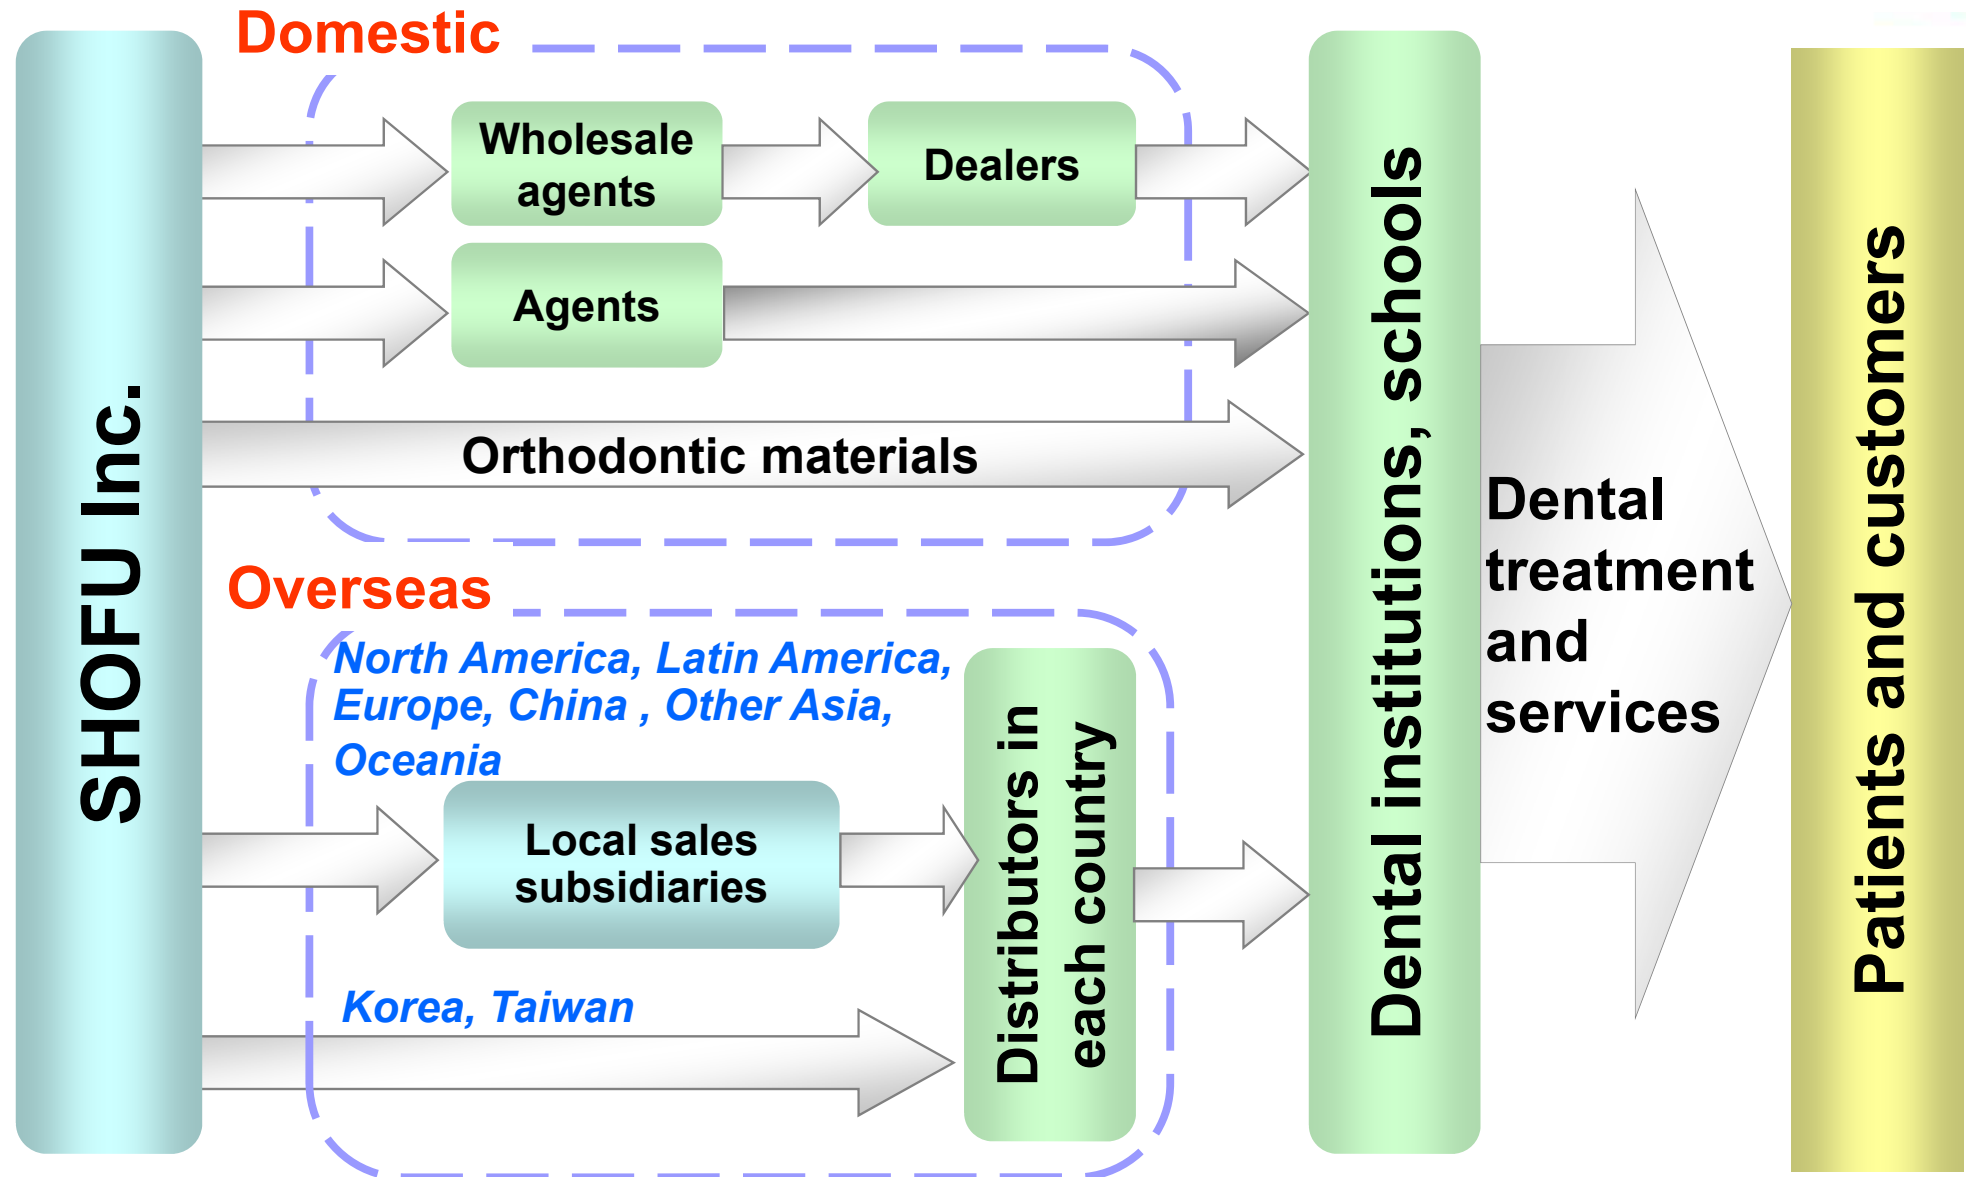 Domestic
SHOFU Inc.
Wholesale
agents
Dealers
Agents
Orthodontic materials
Overseas
North America, Latin America,
Europe, China , Other Asia,
Oceania
Local sales
subsidiaries
Korea, Taiwan
Distributors in
each country
Dental institutions, schools
Dental
treatment
and
services
Patients and customers